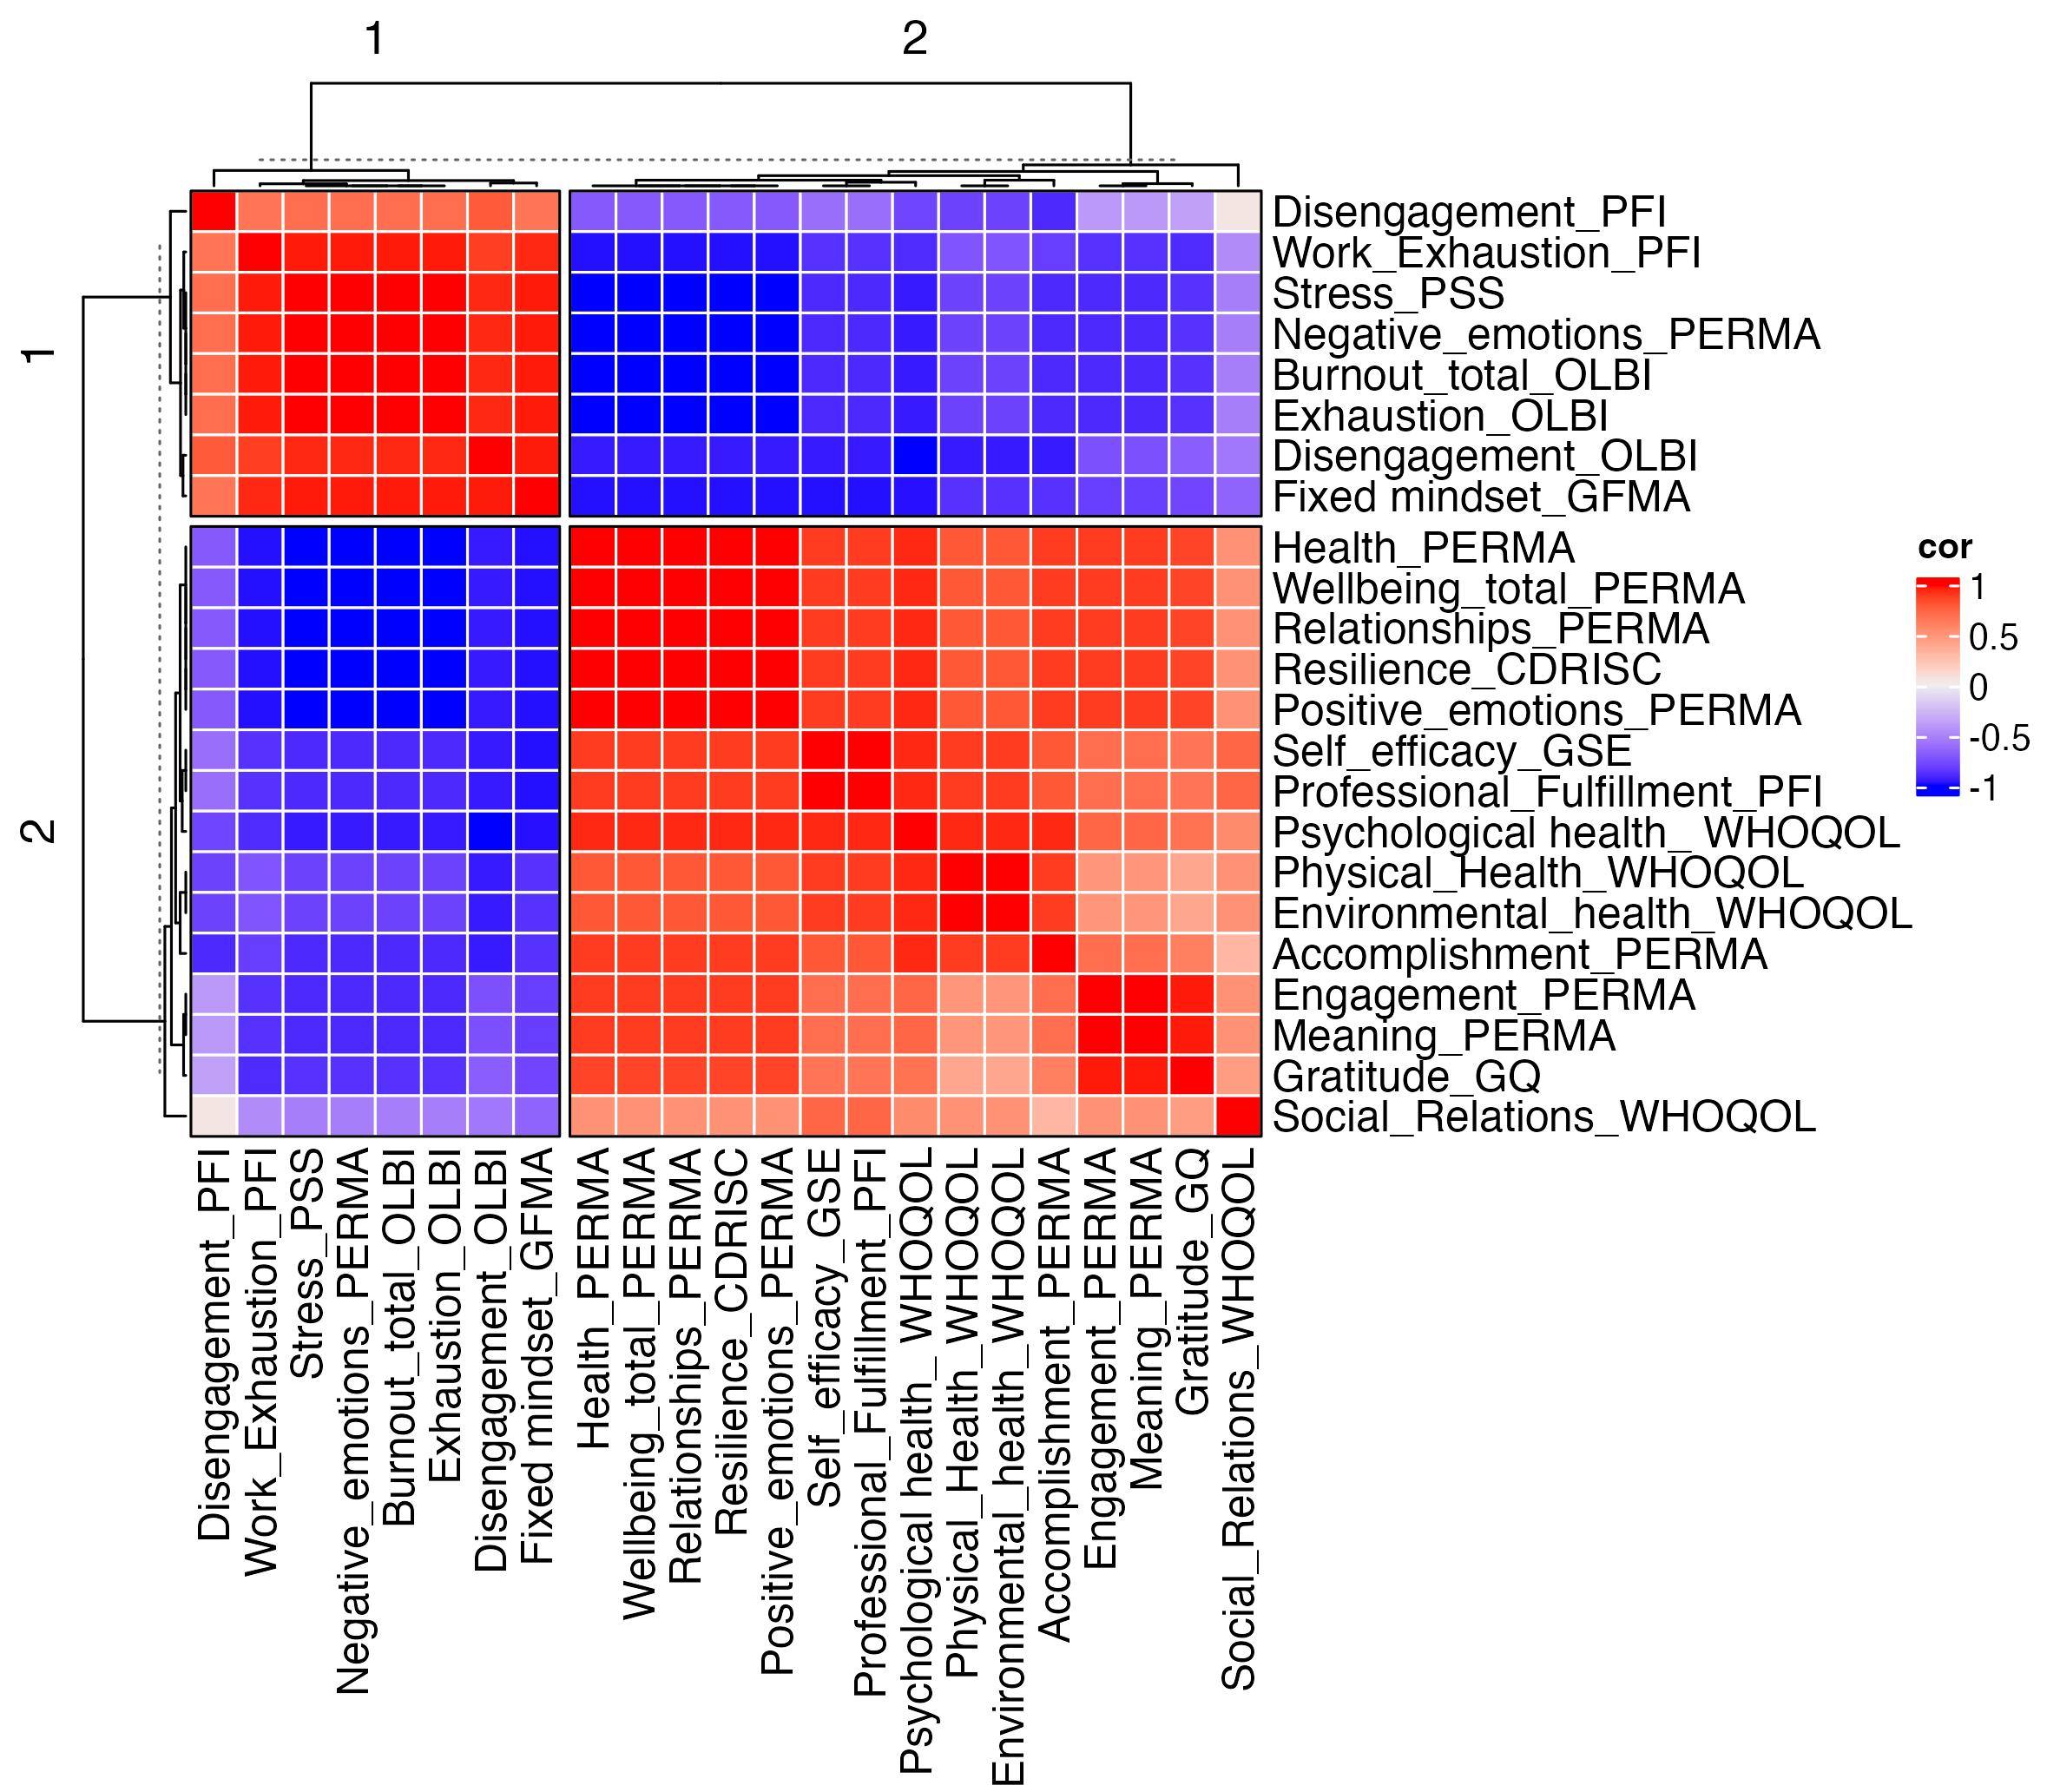 1
2
1
2
Disengagement_PFI
Work_Exhaustion_PFI
Stress_PSS
Negative_emotions_PERMA
Burnout_total_OLBI
Exhaustion_OLBI
Disengagement_OLBI
Fixed mindset_GFMA
Health_PERMA
Wellbeing_total_PERMA
Relationships_PERMA
Resilience_CDRISC
Positive_emotions_PERMA
Self_efficacy_GSE
Professional_Fulfillment_PFI
Psychological health_ WHOQOL
Physical_Health_WHOQOL
Environmental_health_WHOQOL
Accomplishment_PERMA
Engagement_PERMA
Meaning_PERMA
Gratitude_GQ
Social_Relations_WHOQOL
cor
1
0.5
0
-0.5
-1
Disengagement_PFI
Work_Exhaustion_PFI
Stress_PSS
Negative_emotions_PERMA
Burnout_total_OLBI
Exhaustion_OLBI
Disengagement_OLBI
Fixed mindset_GFMA
Health_PERMA
Wellbeing_total_PERMA
Relationships_PERMA
Resilience_CDRISC
Positive_emotions_PERMA
Self_efficacy_GSE
Professional_Fulfillment_PFI
Psychological health_ WHOQOL
Physical_Health_WHOQOL
Environmental_health_WHOQOL
Accomplishment_PERMA
Engagement_PERMA
Meaning_PERMA
Gratitude_GQ
Social_Relations_WHOQOL